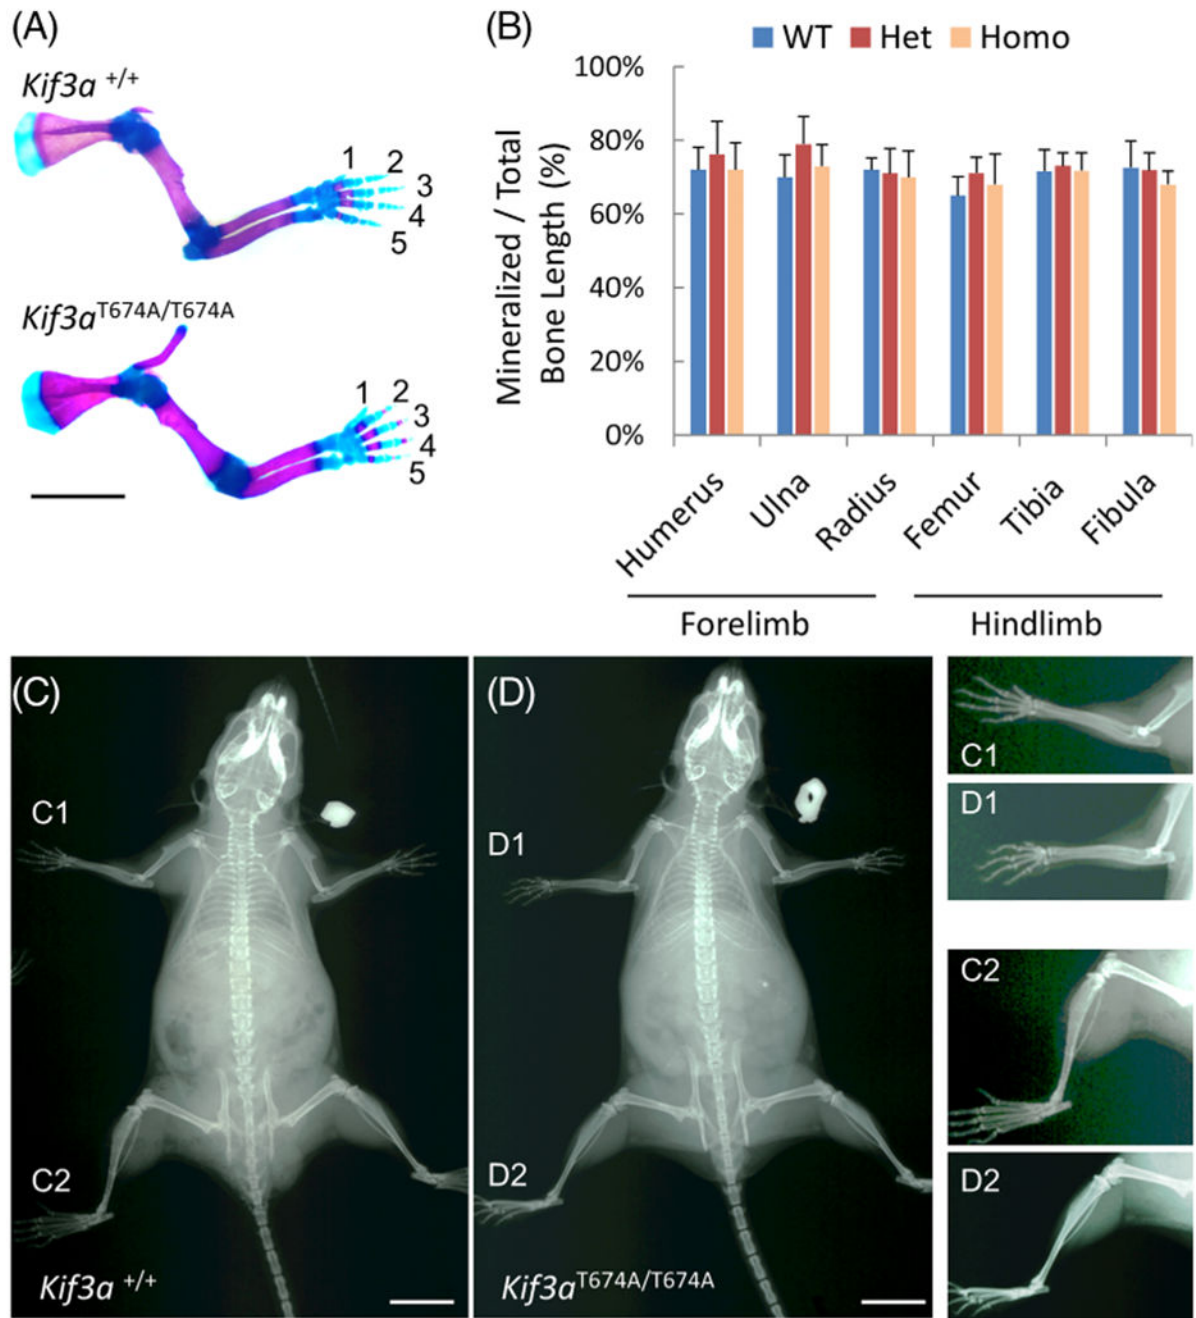 (A)
Kif3a +/+
1
2
3
4
5
Kif3a T674A/T674A
1
2
3
4
5
(B)
WT Het Homo
Mineralized / Total
Bone Length (%)
100%
80%
60%
40%
20%
0%
Humerus
Ulna
Radius
Femur
Tibia
Fibula
Forelimb
Hindlimb
(C)
C1
C2
Kif3a +/+
(D)
D1
D2
Kif3a T674A/T674A
C1
D1
C2
D2